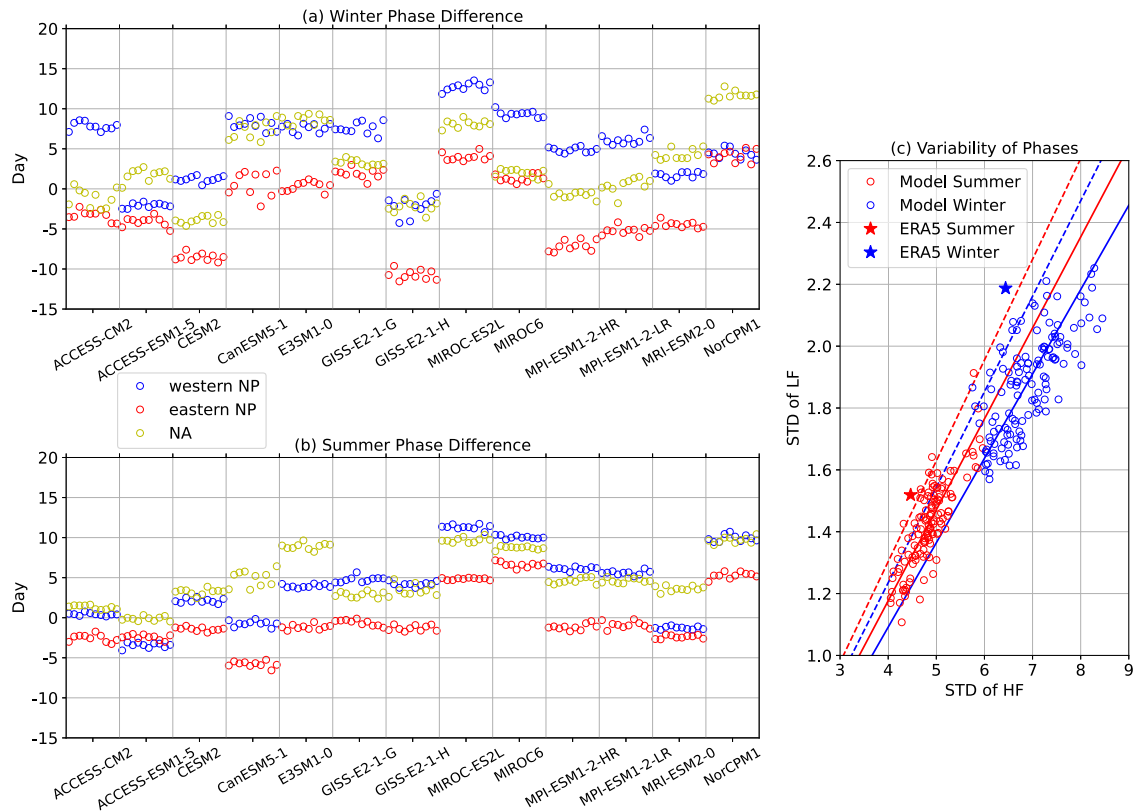 (a) Winter Phase Difference
20
15
10
5
0
-5
-10
-15
Day
ACCESS-CM2
ACCESS-ESM1-5
CESM2
CanESM5-1
E3SM1-0
GISS-E2-1-G
GISS-E2-1-H
MIROC-ES2L
MIROC6
MPI-ESM1-2-HR
MPI-ESM1-2-LR
MRI-ESM2-0
NorCPM1
western NP
eastern NP
NA
(b) Summer Phase Difference
20
15
10
5
0
-5
-10
-15
Day
ACCESS-CM2
ACCESS-ESM1-5
CESM2
CanESM5-1
E3SM1-0
GISS-E2-1-G
GISS-E2-1-H
MIROC-ES2L
MIROC6
MPI-ESM1-2-HR
MPI-ESM1-2-LR
MRI-ESM2-0
NorCPM1
(c) Variability of Phases
2.6
2.4
2.2
2.0
1.8
1.6
1.4
1.2
1.0
STD of LF
Model Summer
Model Winter
ERA5 Summer
ERA5 Winter
3 4 5 6 7 8 9
STD of HF